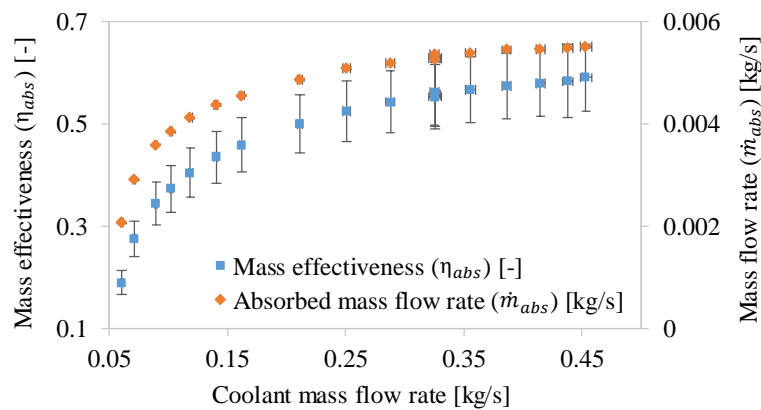 0.7
0.5
0.3
0.1
Mass effectiveness (η_abs) [-]
0.006
0.004
0.002
0
Mass flow rate (ṁ_abs) [kg/s]
Mass effectiveness (η_abs) [-]
Absorbed mass flow rate (ṁ_abs) [kg/s]
0.05 0.15 0.25 0.35 0.45
Coolant mass flow rate [kg/s]